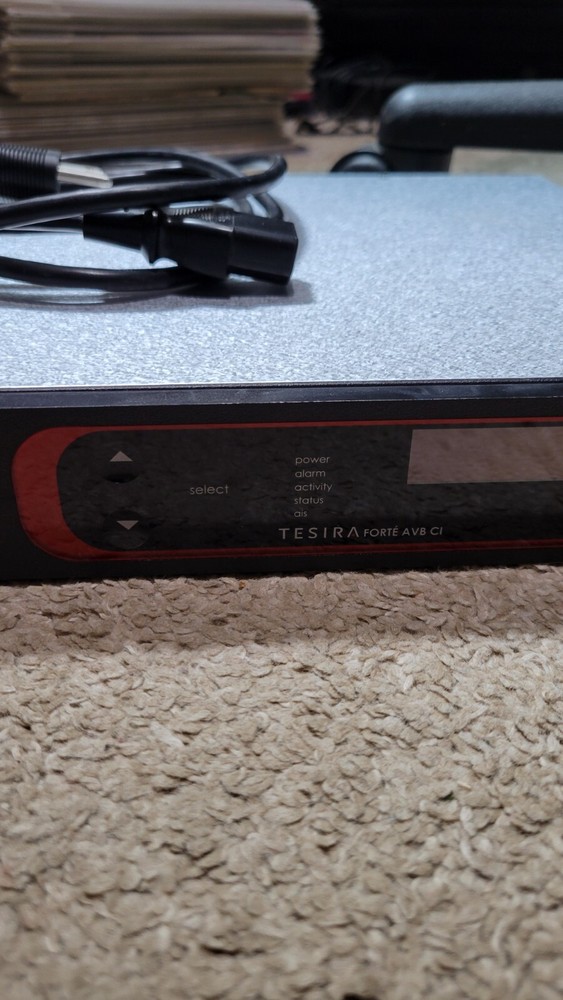 select
power
alarm
activity
status
ais
TESIRA FORTÉ AVB CI